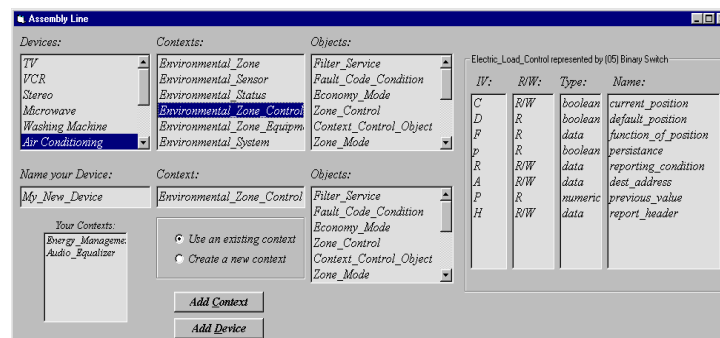 Assembly Line
Devices:
TV
VCR
Stereo
Microwave
Washing Machine
Air Conditioning
Contexts:
Environmental_Zone
Environmental_Sensor
Environmental_Status
Environmental_Zone_Control
Environmental_Zone_Equipm
Environmental_System
Objects:
Filter_Service
Fault_Code_Condition
Economy_Mode
Zone_Control
Context_Control_Object
Zone_Mode
Name your Device:
My_New_Device
Context:
Environmental_Zone_Control
Objects:
Filter_Service
Fault_Code_Condition
Economy_Mode
Zone_Control
Context_Control_Object
Zone_Mode
Your Contexts:
Energy_Manageme
Audio_Equalizer
Use an existing context
Create a new context
Add Context
Add Device
Electric_Load_Control represented by (05) Binary Switch
IV: R/W: Type: Name:
C R/W boolean current_position
D R boolean default_position
F R data function_of_position
p R boolean persistance
R R/W data reporting_condition
A R/W data dest_address
P R numeric previous_value
H R/W data report_header